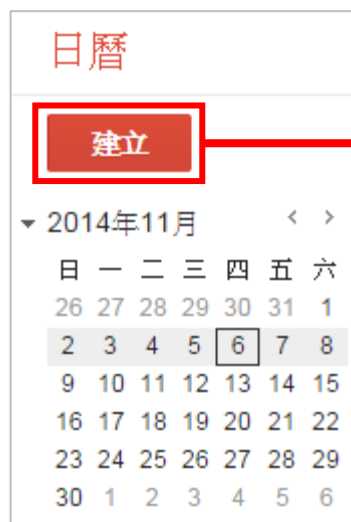 日曆
建立
2014年11月 < >
日 一 二 三 四 五 六
26 27 28 29 30 31 1
2 3 4 5 6 7 8
9 10 11 12 13 14 15
16 17 18 19 20 21 22
23 24 25 26 27 28 29
30 1 2 3 4 5 6